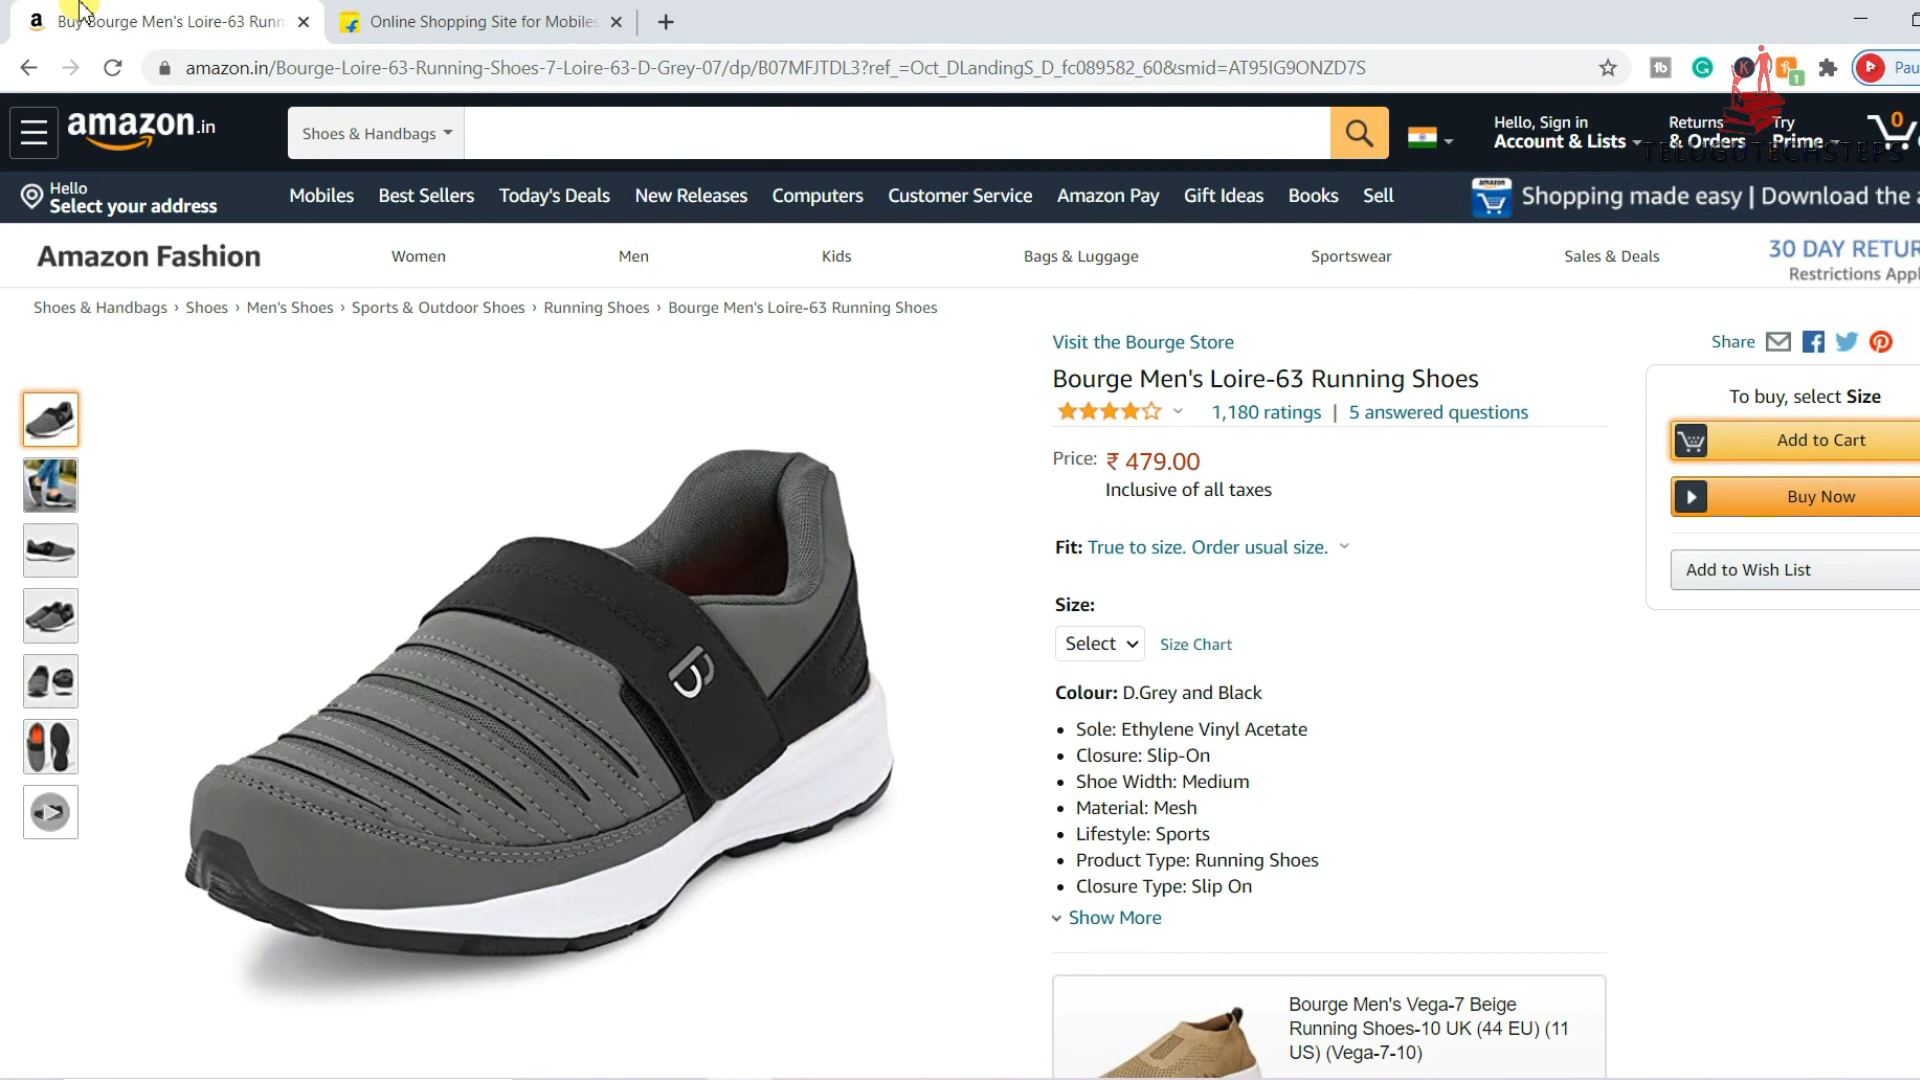 Buy Bourge Men's Loire-63 Runn
Online Shopping Site for Mobiles
amazon.in/Bourge-Loire-63-Running-Shoes-7-Loire-63-D-Grey-07/dp/B07MFJTDL3?ref_=Oct_DLandingS_D_fc089582_60&smid=AT95IG9ONZD7S
1
Pau
amazon.in
Shoes & Handbags
Hello, Sign in
Account & Lists
Returns
& Orders
Try
Prime
0
TELUGUTECHSTEPS
Hello
Select your address
Mobiles Best Sellers Today's Deals New Releases Computers Customer Service Amazon Pay Gift Ideas Books Sell
amazon
Shopping made easy | Download the a
Amazon Fashion
Women Men Kids Bags & Luggage Sportswear Sales & Deals
30 DAY RETUR
Restrictions Appl
Shoes & Handbags › Shoes › Men's Shoes › Sports & Outdoor Shoes › Running Shoes › Bourge Men's Loire-63 Running Shoes
Visit the Bourge Store
Bourge Men's Loire-63 Running Shoes
1,180 ratings | 5 answered questions
Price: ₹ 479.00
Inclusive of all taxes
Fit: True to size. Order usual size.
Size:
Select Size Chart
Colour: D.Grey and Black
• Sole: Ethylene Vinyl Acetate
• Closure: Slip-On
• Shoe Width: Medium
• Material: Mesh
• Lifestyle: Sports
• Product Type: Running Shoes
• Closure Type: Slip On
Show More
Bourge Men's Vega-7 Beige
Running Shoes-10 UK (44 EU) (11
US) (Vega-7-10)
Share
To buy, select Size
Add to Cart
Buy Now
Add to Wish List